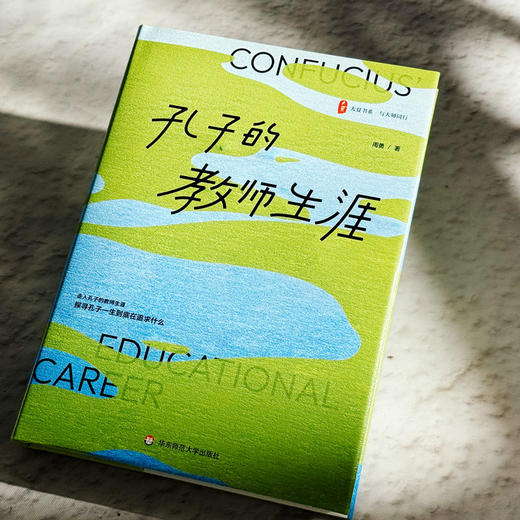 CONFUCIUS'
大夏书系 与大师同行
孔子的
周勇 / 著
教师生涯
走入孔子的教师生涯
探寻孔子一生到底在追求什么
EDUCATIONAL
CAREER
华东师范大学出版社